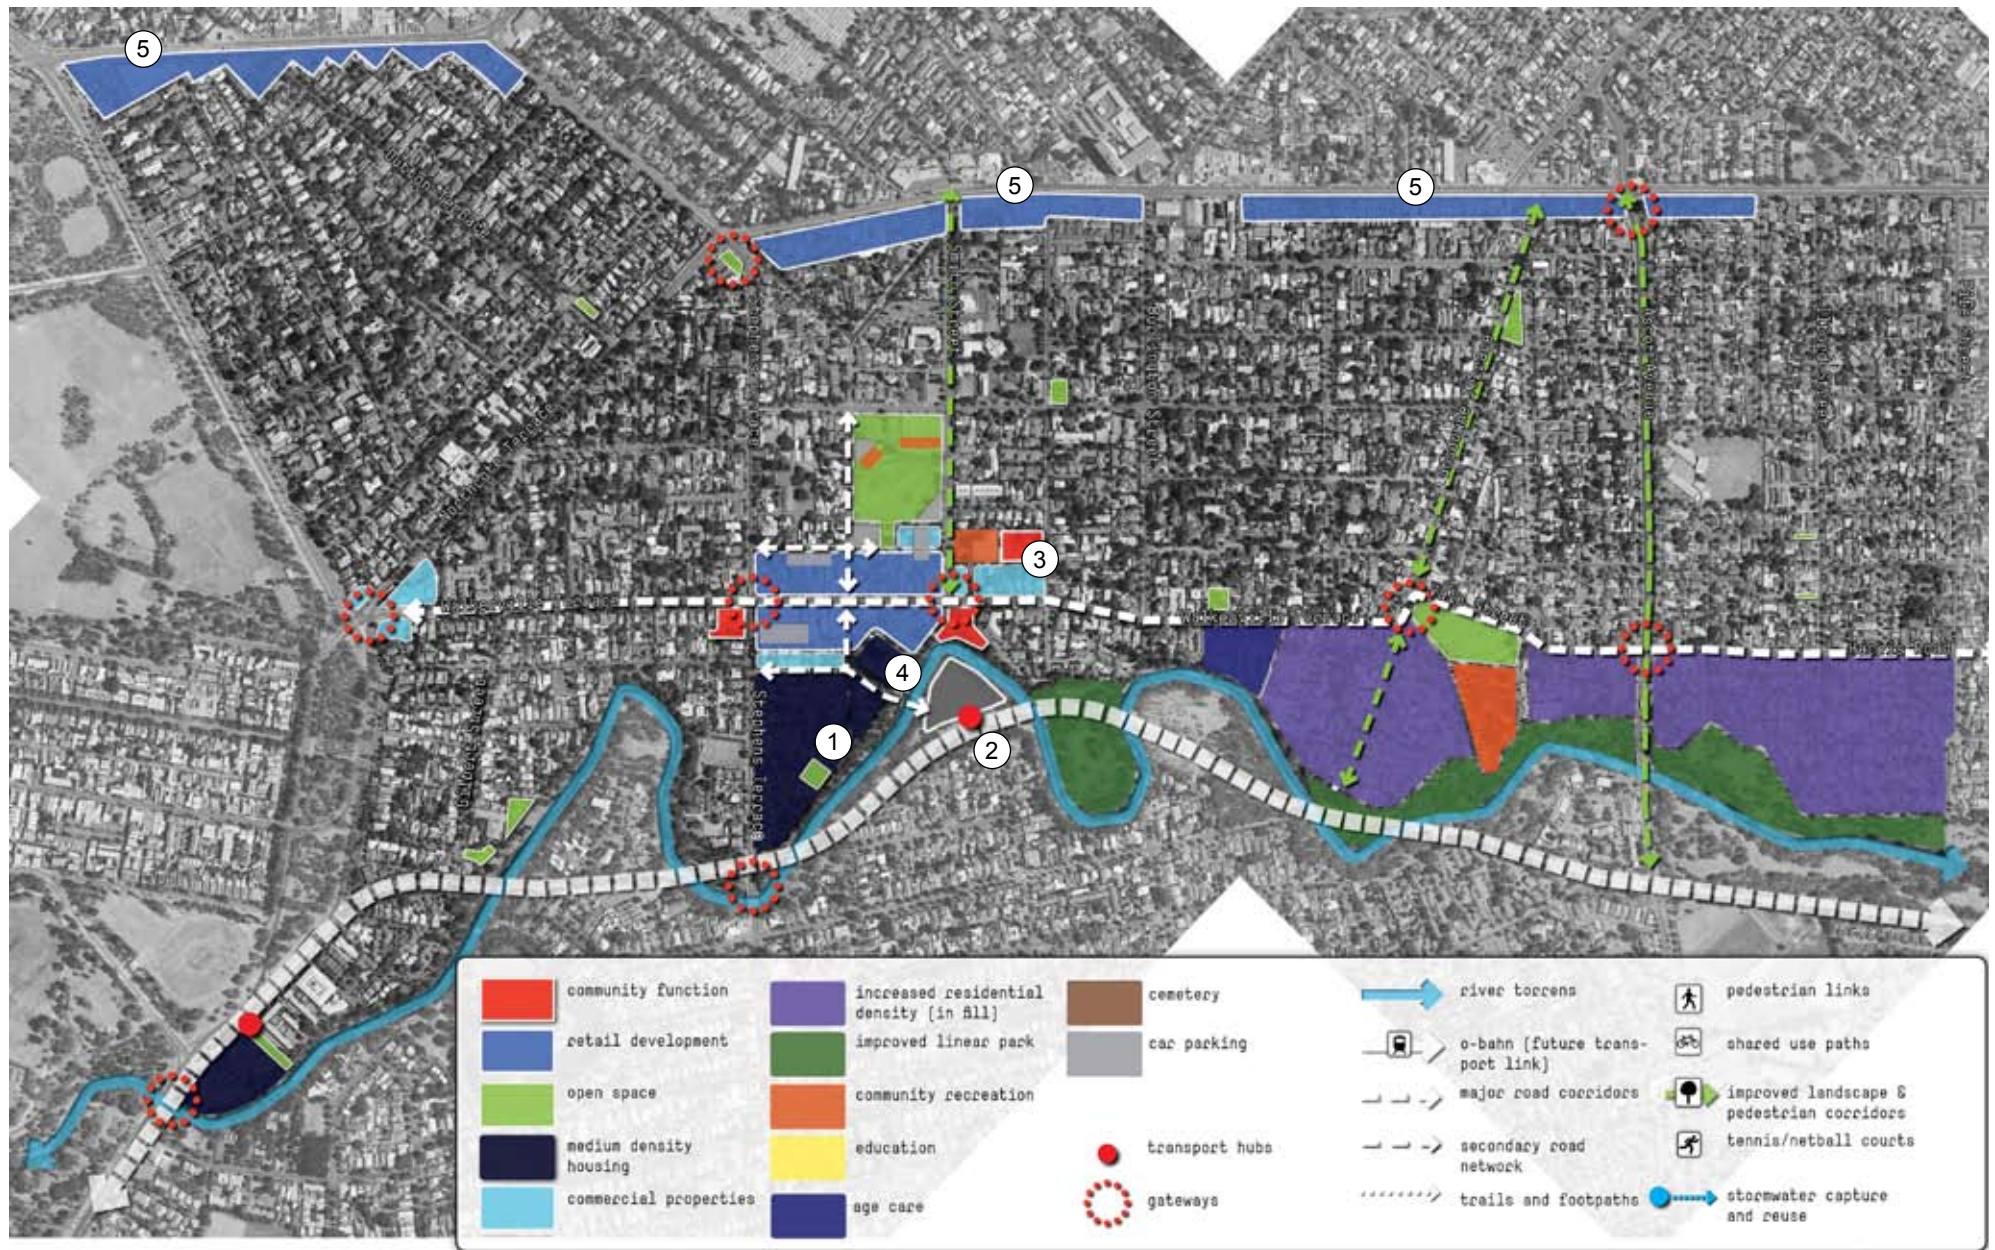 5
5
5
3
4
1
2
Stephens Terrace
community function
retail development
open space
medium density
housing
commercial properties
increased residential
density (in fill)
improved linear park
community recreation
education
age care
cemetery
car parking
transport hubs
gateways
river torrens
o-bahn (future trans-
port link)
major road corridors
secondary road
network
trails and footpaths
pedestrian links
shared use paths
improved landscape &
pedestrian corridors
tennis/netball courts
stormwater capture
and reuse